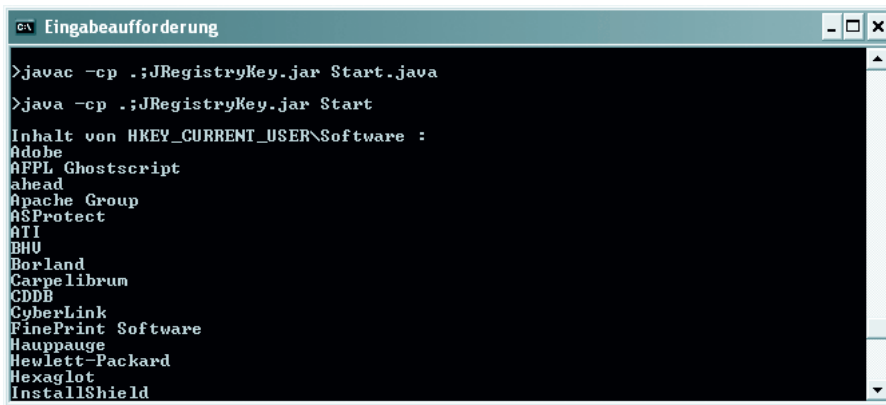 Eingabeaufforderung
>javac -cp .;JRegistryKey.jar Start.java
>java -cp .;JRegistryKey.jar Start
Inhalt von HKEY_CURRENT_USER\Software :
Adobe
AFPL Ghostscript
ahead
Apache Group
ASProtect
ATI
BHV
Borland
Carpelibrum
CDDB
CyberLink
FinePrint Software
Hauppauge
Hewlett-Packard
Hexaglot
InstallShield